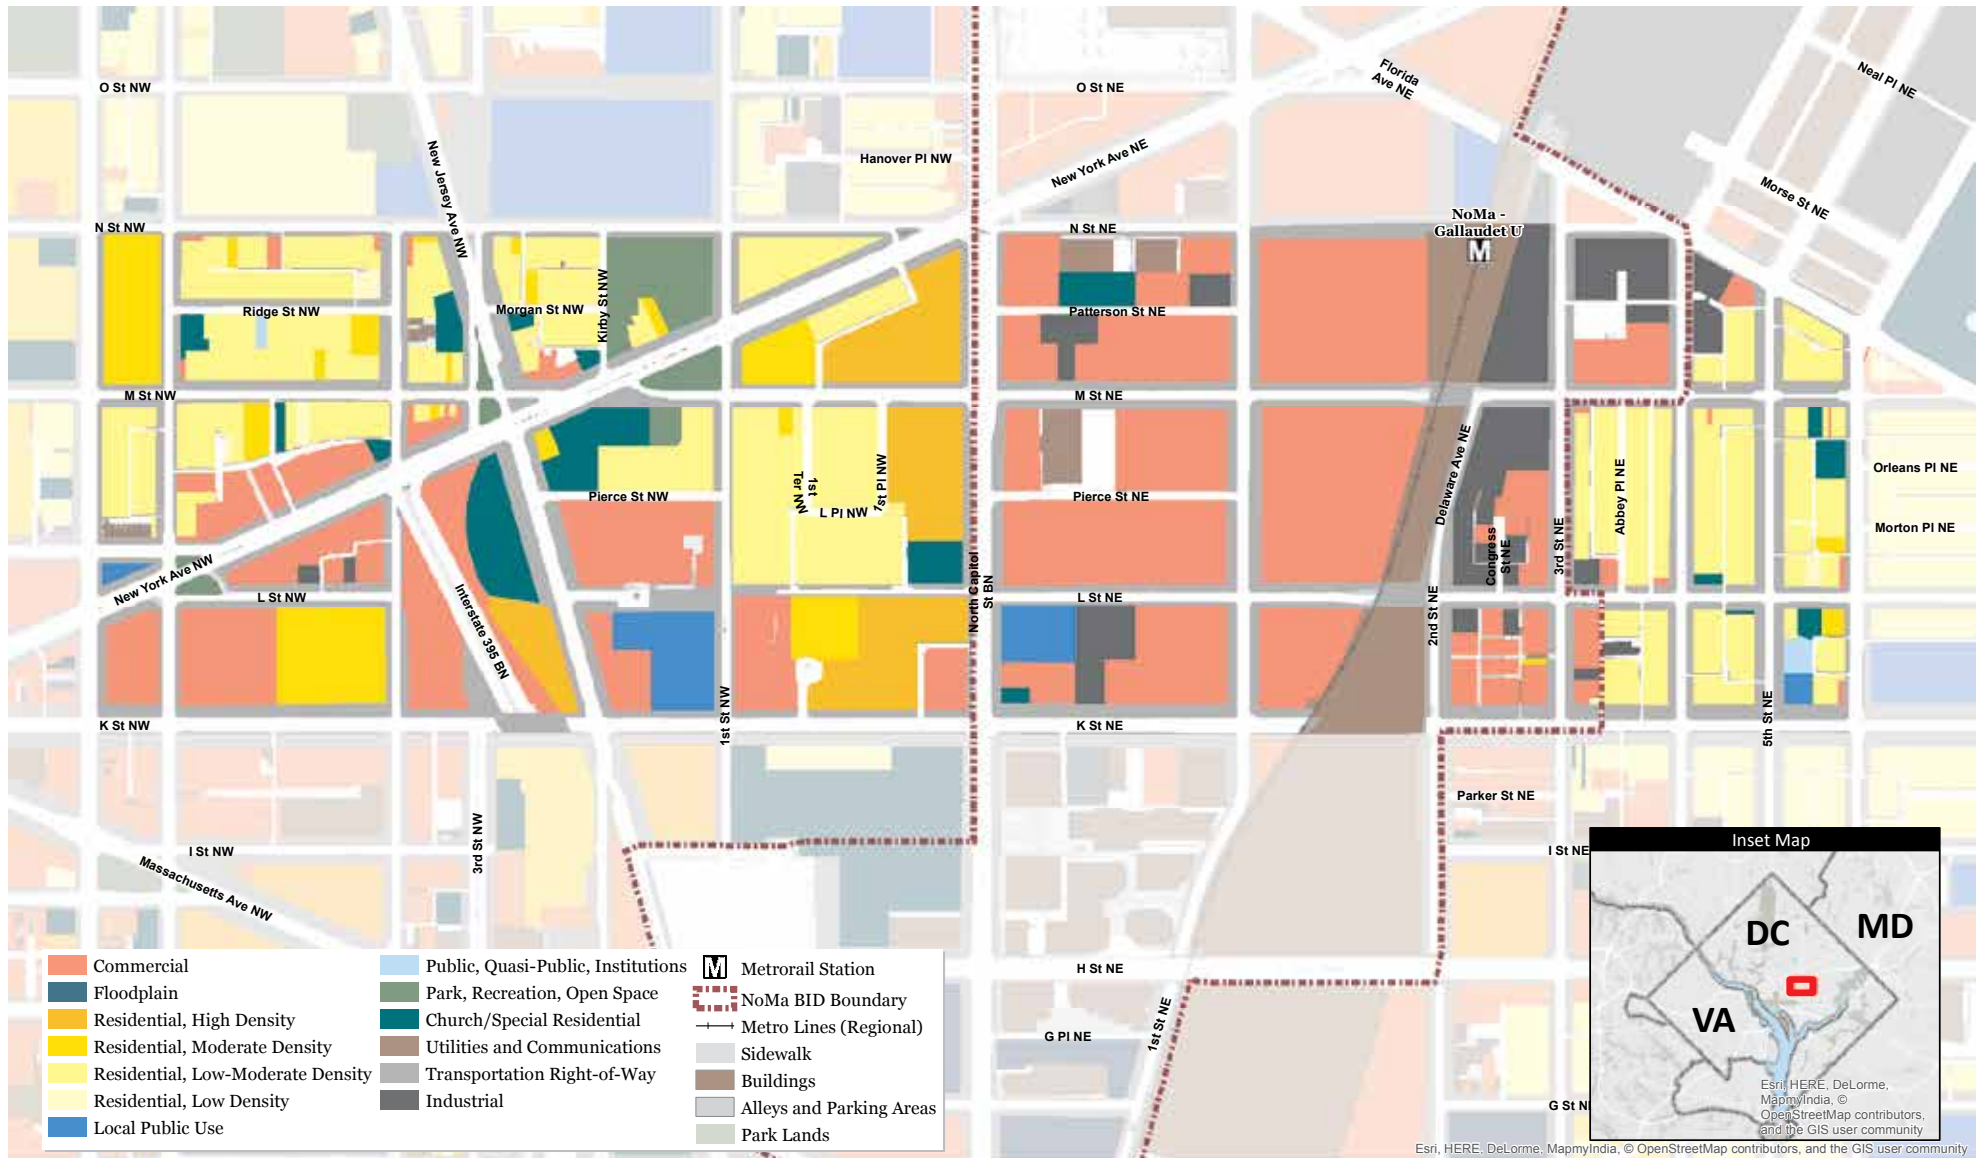 O St NW
O St NE
Florida
Ave NE
Neal Pl NE
New Jersey Ave NW
Hanover Pl NW
New York Ave NE
Morse St NE
N St NW
N St NE
NoMa -
Gallaudet U
M
Ridge St NW
Morgan St NW
Kirby St NW
Patterson St NE
M St NW
M St NE
Delaware Ave NE
Abbey Pl NE
Orleans Pl NE
1st
Ter NW
1st Pl NW
Pierce St NW
Pierce St NE
L Pl NW
Morton Pl NE
Congress
St NE
3rd St NE
New York Ave NW
L St NW
Interstate 395 BN
North Capitol
St BN
L St NE
2nd St NE
K St NW
1st St NW
K St NE
5th St NE
Parker St NE
3rd St NW
I St NW
I St NE
Massachusetts Ave NW
H St NE
G Pl NE
1st St NE
G St N
Commercial
Floodplain
Residential, High Density
Residential, Moderate Density
Residential, Low-Moderate Density
Residential, Low Density
Local Public Use
Public, Quasi-Public, Institutions
Park, Recreation, Open Space
Church/Special Residential
Utilities and Communications
Transportation Right-of-Way
Industrial
M Metrorail Station
NoMa BID Boundary
Metro Lines (Regional)
Sidewalk
Buildings
Alleys and Parking Areas
Park Lands
Inset Map
DC
MD
VA
Esri, HERE, DeLorme,
MapmyIndia, ©
OpenStreetMap contributors,
and the GIS user community
Esri, HERE, DeLorme, MapmyIndia, © OpenStreetMap contributors, and the GIS user community